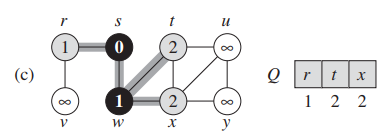 r s t u
1 0 2 ∞
(c) Q r t x
∞ 1 2 ∞ 1 2 2
v w x y